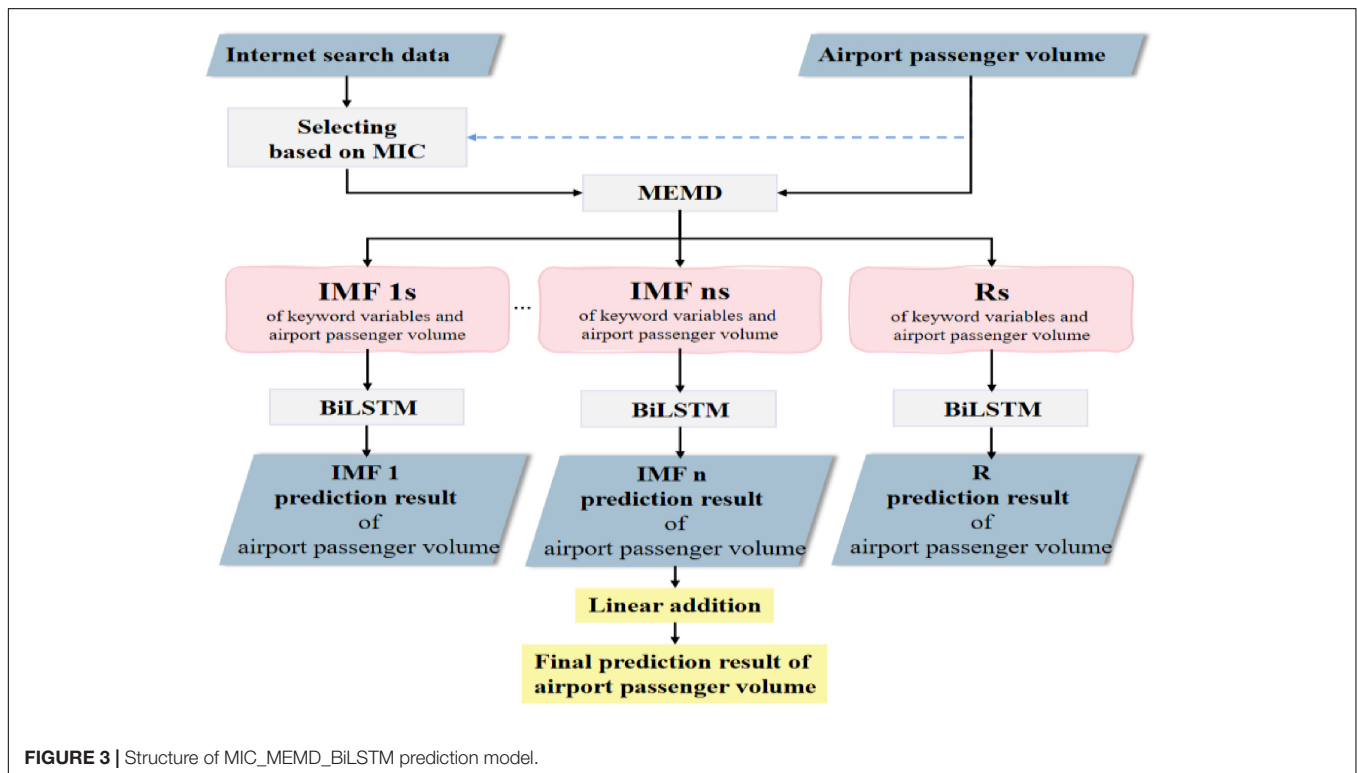 Internet search data
Airport passenger volume
Selecting
based on MIC
MEMD
IMF 1s
of keyword variables and
airport passenger volume
...
IMF ns
of keyword variables and
airport passenger volume
Rs
of keyword variables and
airport passenger volume
BiLSTM
BiLSTM
BiLSTM
IMF 1
prediction result
of
airport passenger volume
IMF n
prediction result
of
airport passenger volume
R
prediction result
of
airport passenger volume
Linear addition
Final prediction result of
airport passenger volume
FIGURE 3 | Structure of MIC_MEMD_BiLSTM prediction model.